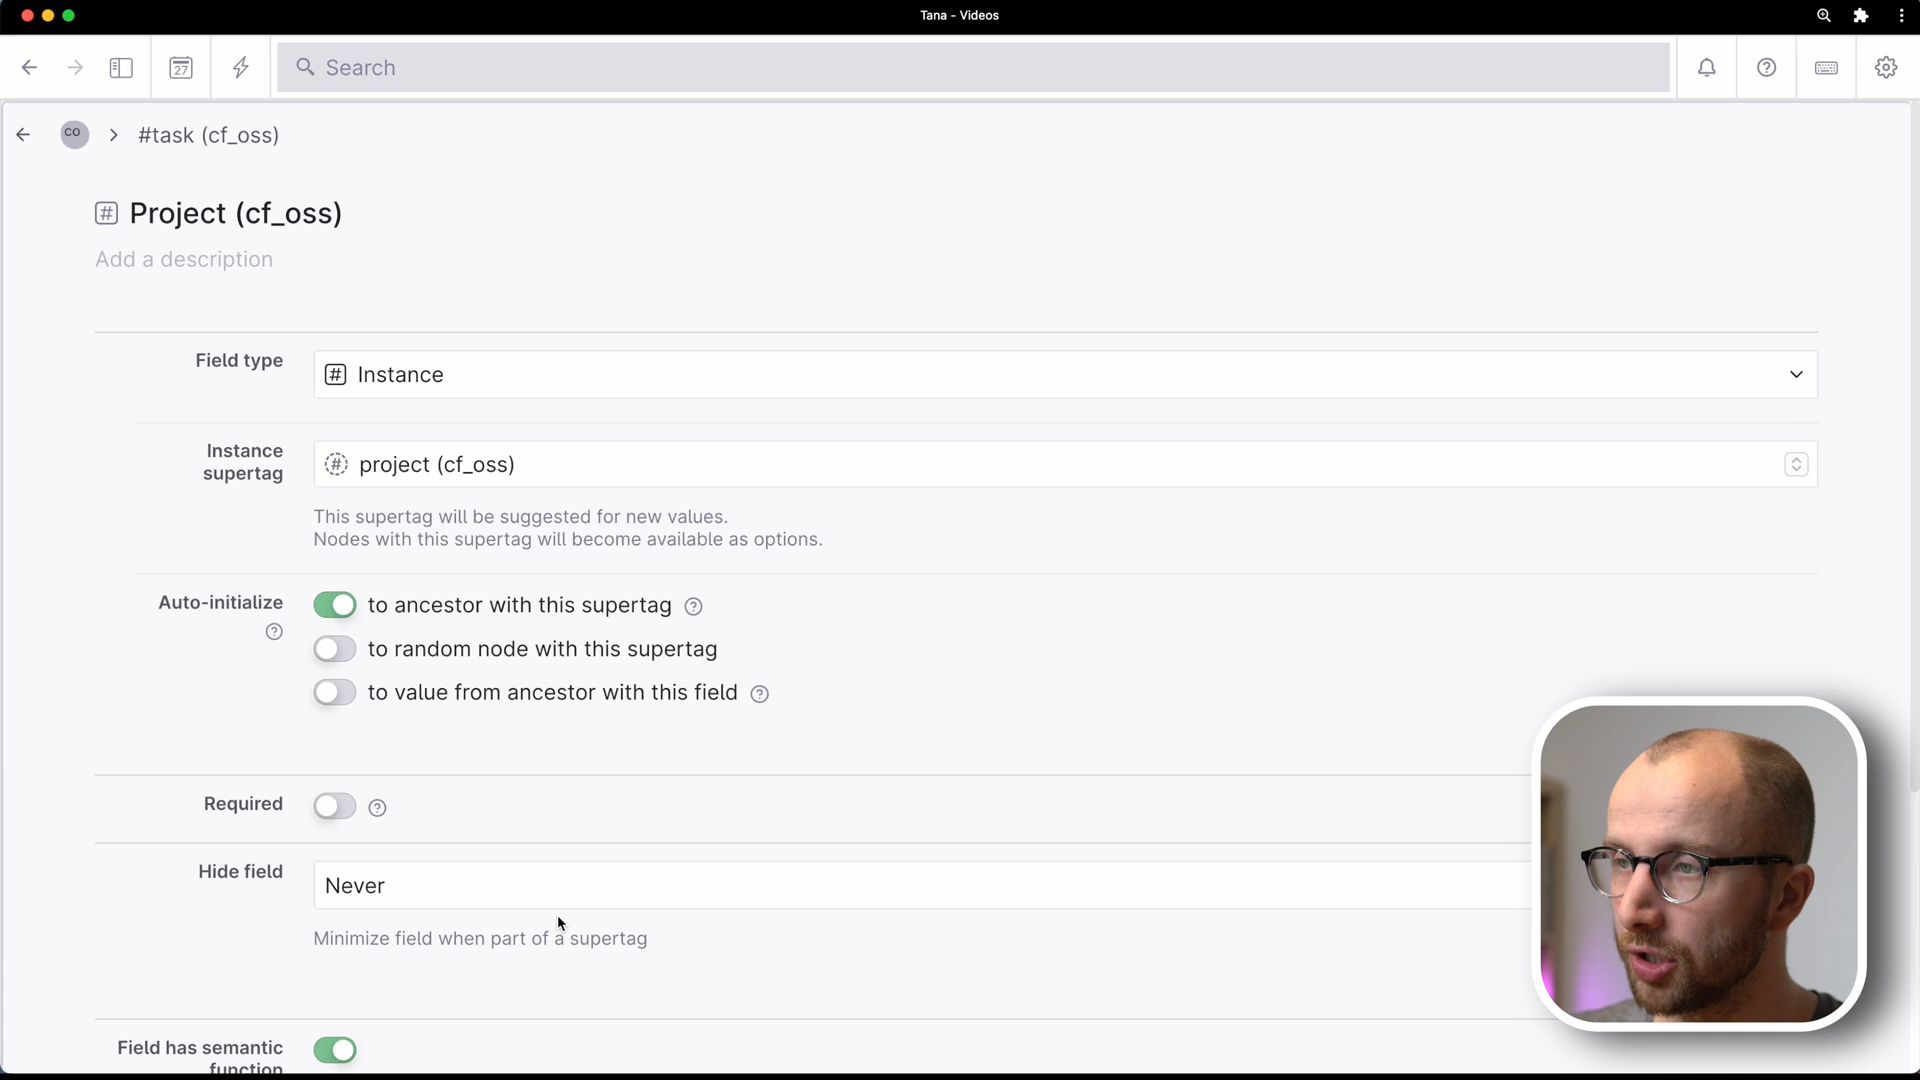 Tana - Videos
27
Search
CO
#task (cf_oss)
Project (cf_oss)
Add a description
Field type
Instance
Instance
supertag
project (cf_oss)
This supertag will be suggested for new values.
Nodes with this supertag will become available as options.
Auto-initialize
to ancestor with this supertag
to random node with this supertag
to value from ancestor with this field
Required
Hide field
Never
Minimize field when part of a supertag
Field has semantic
function